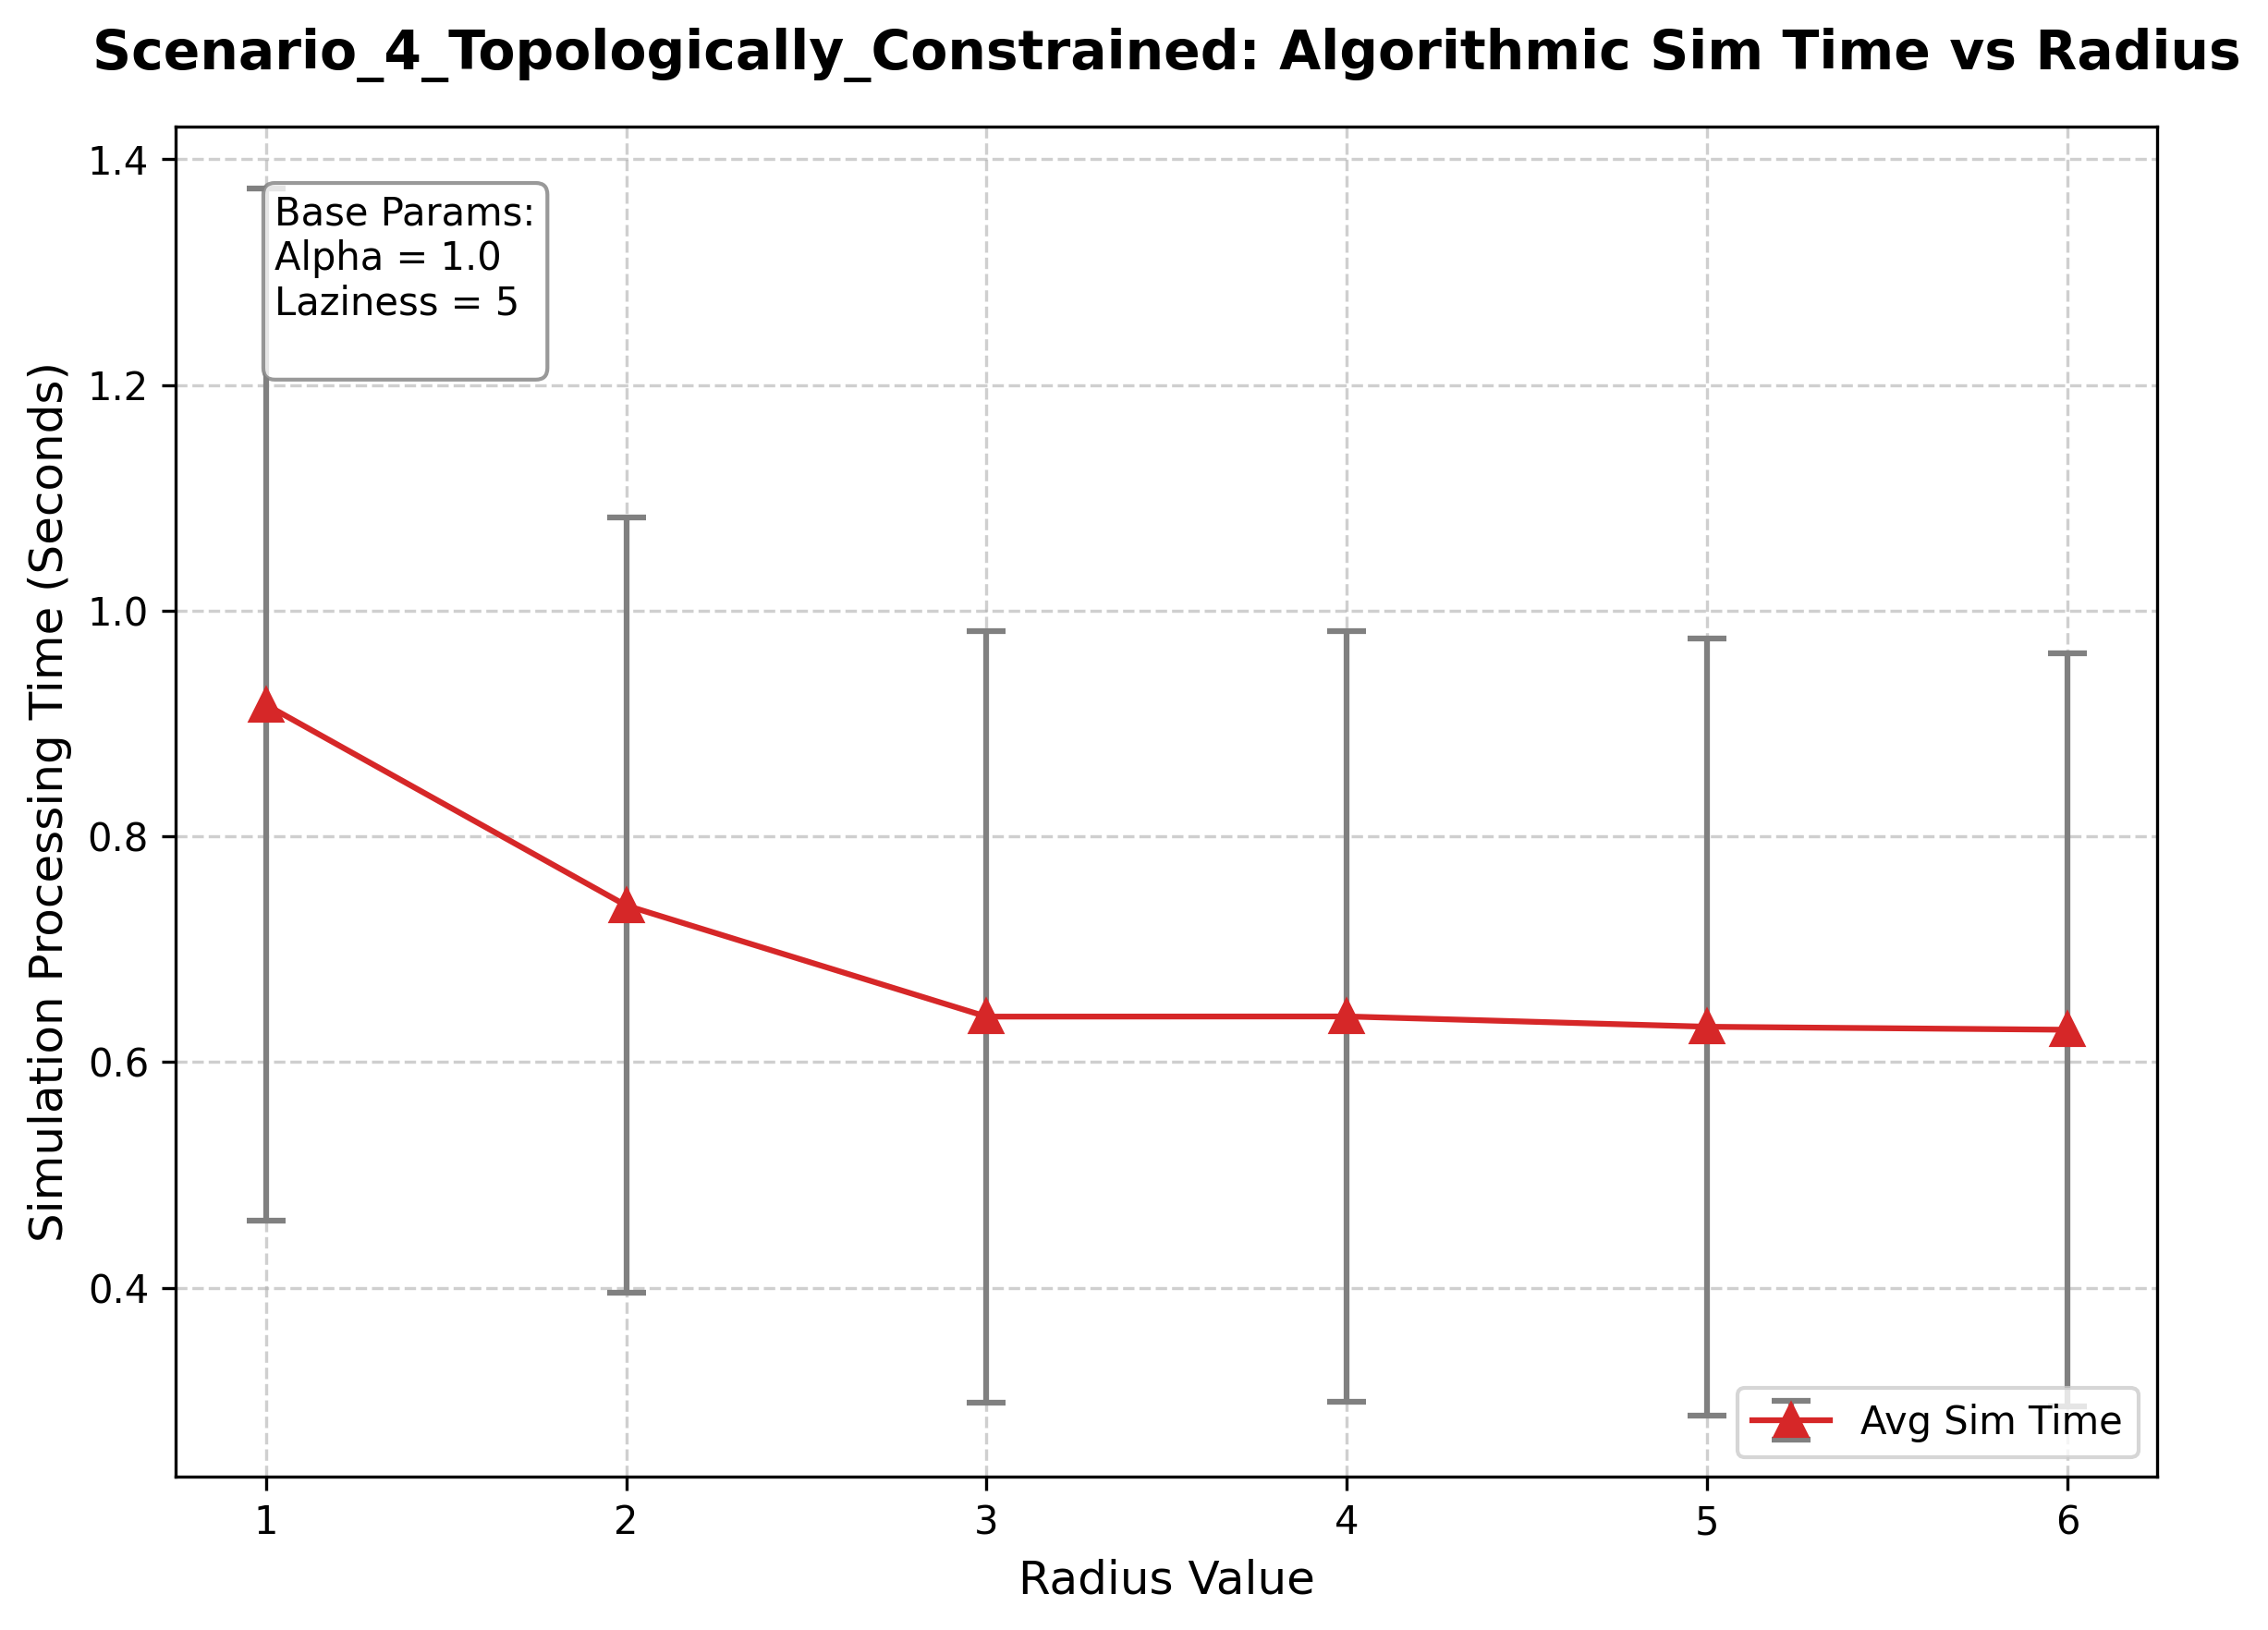 Scenario_4_Topologically_Constrained: Algorithmic Sim Time vs Radius
1.4
1.2
1.0
0.8
0.6
0.4
Simulation Processing Time (Seconds)
Base Params:
Alpha = 1.0
Laziness = 5
Avg Sim Time
1 2 3 4 5 6
Radius Value